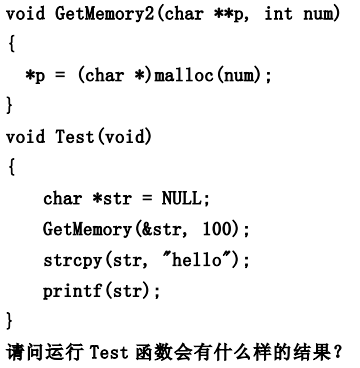 void GetMemory2(char **p, int num)
{
*p = (char *)malloc(num);
}
void Test(void)
{
char *str = NULL;
GetMemory(&str, 100);
strcpy(str, "hello");
printf(str);
}
请问运行 Test 函数会有什么样的结果？